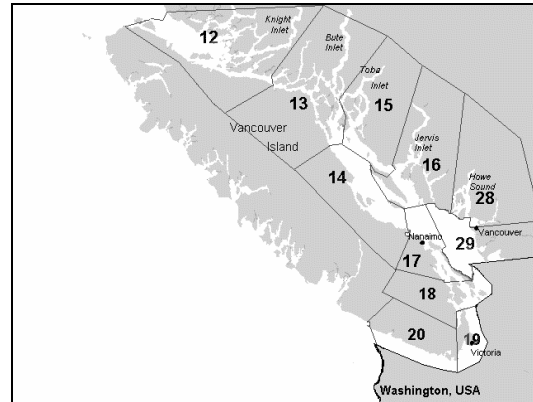 Knight
Inlet
12
Bute
Inlet
Toba
Inlet
13
15
Vancouver
Island
Jervis
Inlet
16
14
Howe
Sound
28
Nanaimo
29
Vancouver
17
18
20
19
Victoria
Washington, USA